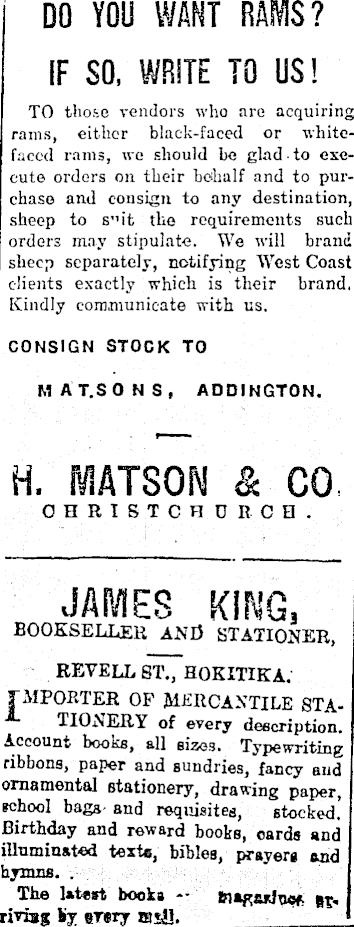 DO YOU WANT RAMS?
IF SO, WRITE TO US!
TO those vendors who are acquiring
rams, either black-faced or white-
faced rams, we should be glad to exe-
cute orders on their behalf and to pur-
chase and consign to any destination,
sheep to suit the requirements such
orders may stipulate. We will brand
sheep separately, notifying West Coast
clients exactly which is their brand.
Kindly communicate with us.
CONSIGN STOCK TO
MATSONS, ADDINGTON.
H. MATSON & CO.
CHRISTCHURCH.
JAMES KING,
BOOKSELLER AND STATIONER,
REVELL ST., HOKITIKA.
IMPORTER OF MERCANTILE STA-
TIONERY of every description.
Account books, all sizes. Typewriting
ribbons, paper and sundries, fancy and
ornamental stationery, drawing paper,
school bags and requisites, stocked.
Birthday and reward books, cards and
illuminated texts, bibles, prayers and
hymns.
The latest books magazines ar-
riving by every mail.